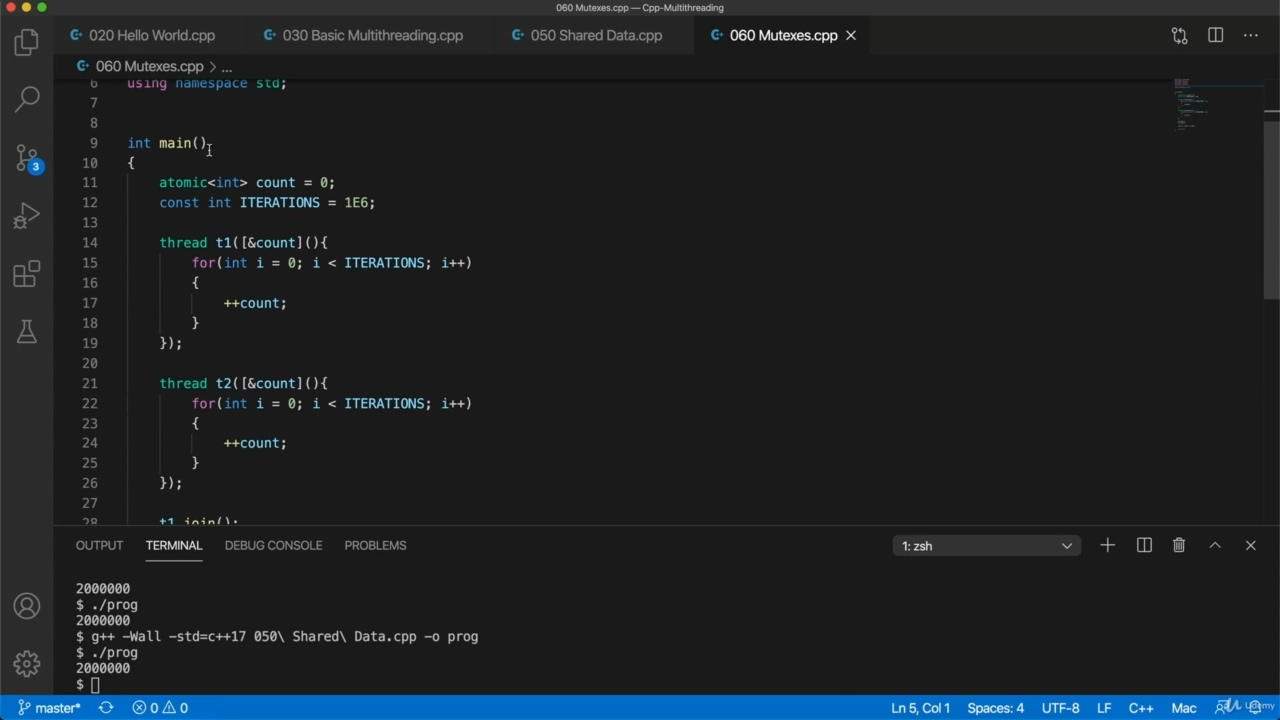 060 Mutexes.cpp — Cpp-Multithreading
020 Hello World.cpp 030 Basic Multithreading.cpp 050 Shared Data.cpp 060 Mutexes.cpp
060 Mutexes.cpp > ...
6 using namespace std;
7
8
9 int main()
10 {
11 atomic<int> count = 0;
12 const int ITERATIONS = 1E6;
13
14 thread t1([&count](){
15 for(int i = 0; i < ITERATIONS; i++)
16 {
17 ++count;
18 }
19 });
20
21 thread t2([&count](){
22 for(int i = 0; i < ITERATIONS; i++)
23 {
24 ++count;
25 }
26 });
27
28 t1.join();
3
OUTPUT TERMINAL DEBUG CONSOLE PROBLEMS 1: zsh
2000000
$ ./prog
2000000
$ g++ -Wall -std=c++17 050\ Shared\ Data.cpp -o prog
$ ./prog
2000000
$
master* 0 0 Ln 5, Col 1 Spaces: 4 UTF-8 LF C++ Mac Udemy